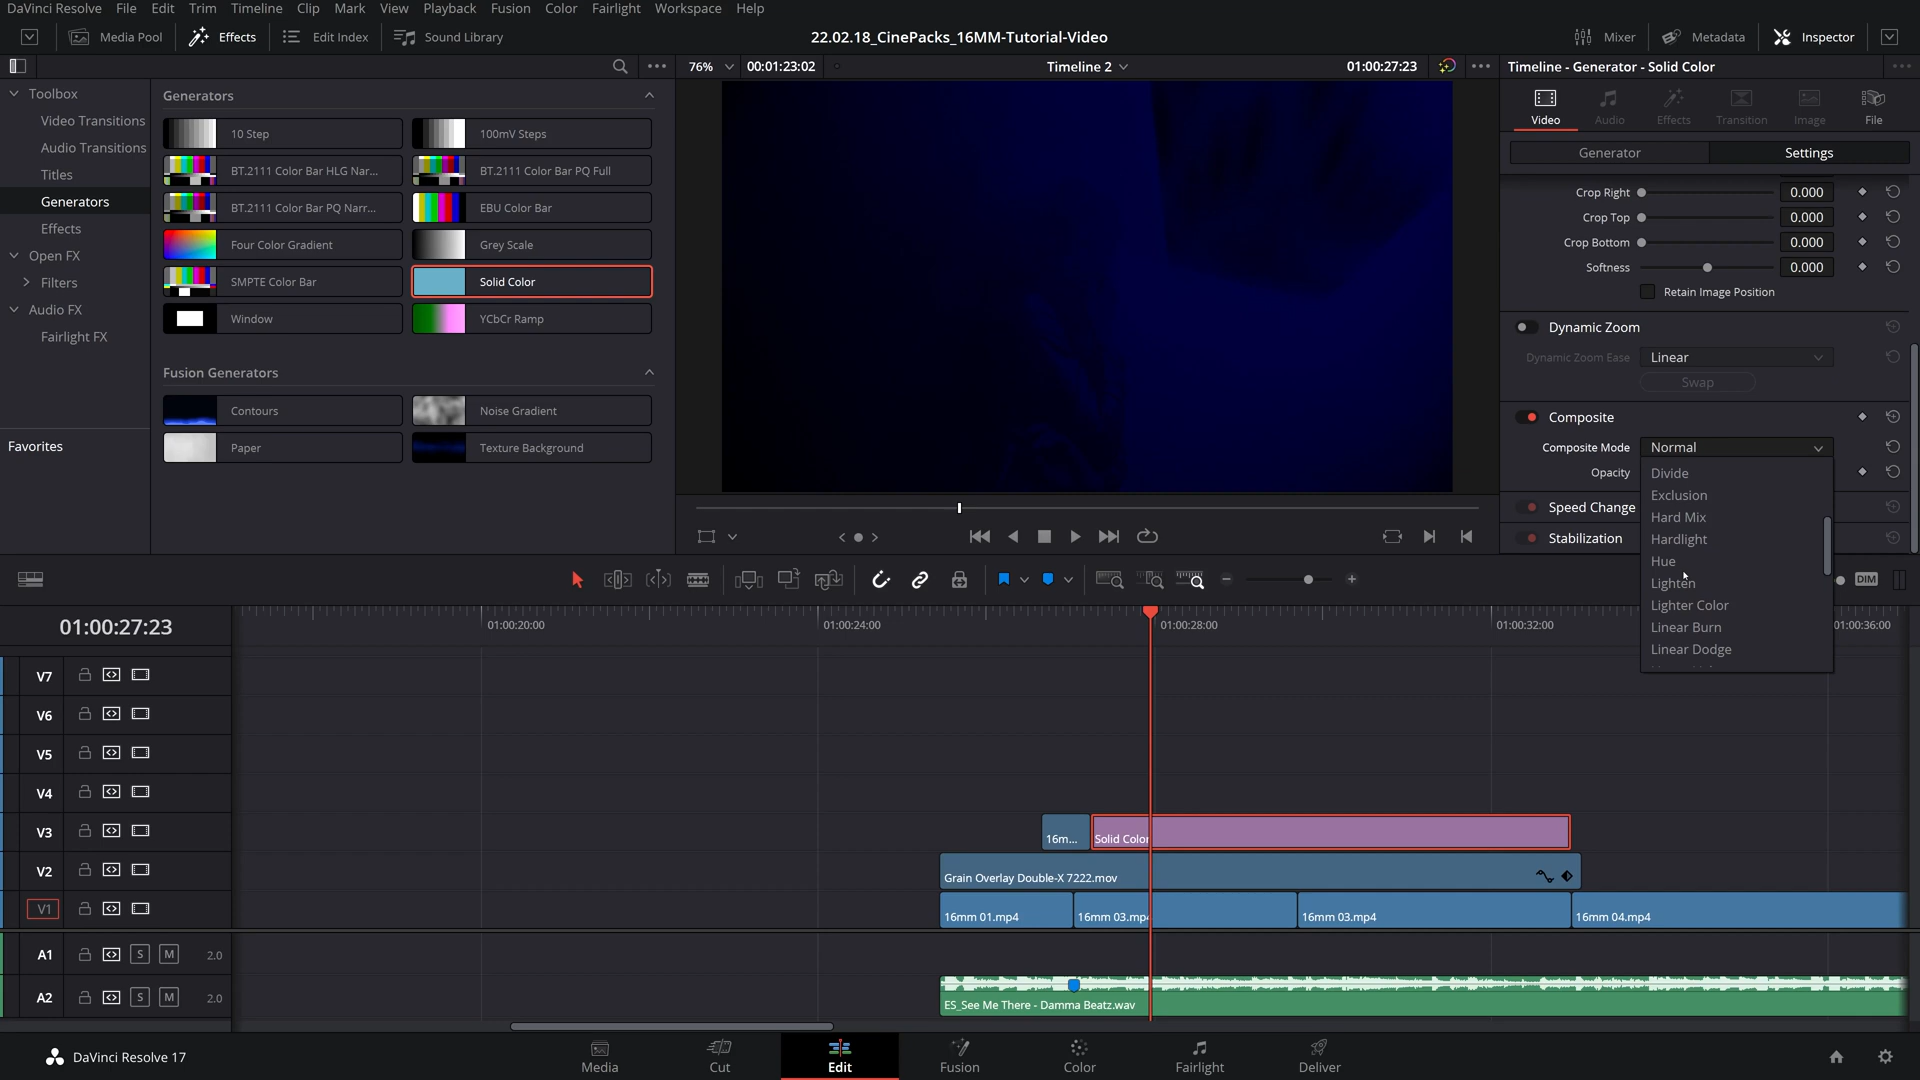 DaVinci Resolve File Edit Trim Timeline Clip Mark View Playback Fusion Color Fairlight Workspace Help
Media Pool Effects Edit Index Sound Library 22.02.18_CinePacks_16MM-Tutorial-Video Mixer Metadata Inspector
76% 00:01:23:02 Timeline 2 01:00:27:23 Timeline - Generator - Solid Color
Toolbox
Video Transitions
Audio Transitions
Titles
Generators
Effects
Open FX
Filters
Audio FX
Fairlight FX
Favorites
Generators
10 Step 100mV Steps
BT.2111 Color Bar HLG Nar... BT.2111 Color Bar PQ Full
BT.2111 Color Bar PQ Narr... EBU Color Bar
Four Color Gradient Grey Scale
SMPTE Color Bar Solid Color
Window YCbCr Ramp
Fusion Generators
Contours Noise Gradient
Paper Texture Background
Video Audio Effects Transition Image File
Generator Settings
Crop Right 0.000
Crop Top 0.000
Crop Bottom 0.000
Softness 0.000
Retain Image Position
Dynamic Zoom
Dynamic Zoom Ease Linear
Swap
Composite
Composite Mode Normal
Opacity
Speed Change
Stabilization
Divide
Exclusion
Hard Mix
Hardlight
Hue
Lighten
Lighter Color
Linear Burn
Linear Dodge
DIM
01:00:27:23 01:00:20:00 01:00:24:00 01:00:28:00 01:00:32:00 01:00:36:00
V7
V6
V5
V4
V3 16m... Solid Color
V2 Grain Overlay Double-X 7222.mov
V1 16mm 01.mp4 16mm 03.mp4 16mm 03.mp4 16mm 04.mp4
A1 S M 2.0
A2 S M 2.0 ES_See Me There - Damma Beatz.wav
DaVinci Resolve 17 Media Cut Edit Fusion Color Fairlight Deliver